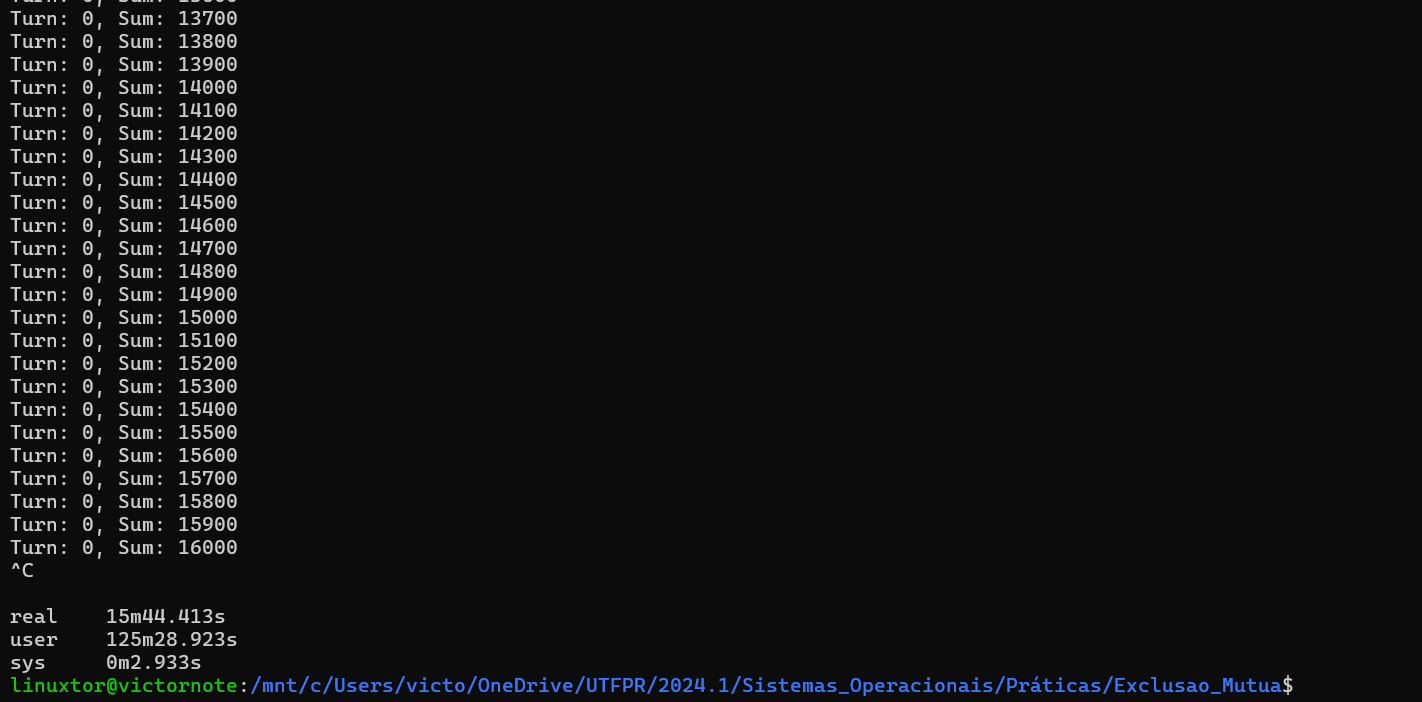 Turn: 0, Sum: 13600
Turn: 0, Sum: 13700
Turn: 0, Sum: 13800
Turn: 0, Sum: 13900
Turn: 0, Sum: 14000
Turn: 0, Sum: 14100
Turn: 0, Sum: 14200
Turn: 0, Sum: 14300
Turn: 0, Sum: 14400
Turn: 0, Sum: 14500
Turn: 0, Sum: 14600
Turn: 0, Sum: 14700
Turn: 0, Sum: 14800
Turn: 0, Sum: 14900
Turn: 0, Sum: 15000
Turn: 0, Sum: 15100
Turn: 0, Sum: 15200
Turn: 0, Sum: 15300
Turn: 0, Sum: 15400
Turn: 0, Sum: 15500
Turn: 0, Sum: 15600
Turn: 0, Sum: 15700
Turn: 0, Sum: 15800
Turn: 0, Sum: 15900
Turn: 0, Sum: 16000
^C
real 15m44.413s
user 125m28.923s
sys 0m2.933s
linuxtor@victornote:/mnt/c/Users/victo/OneDrive/UTFPR/2024.1/Sistemas_Operacionais/Práticas/Exclusao_Mutua$